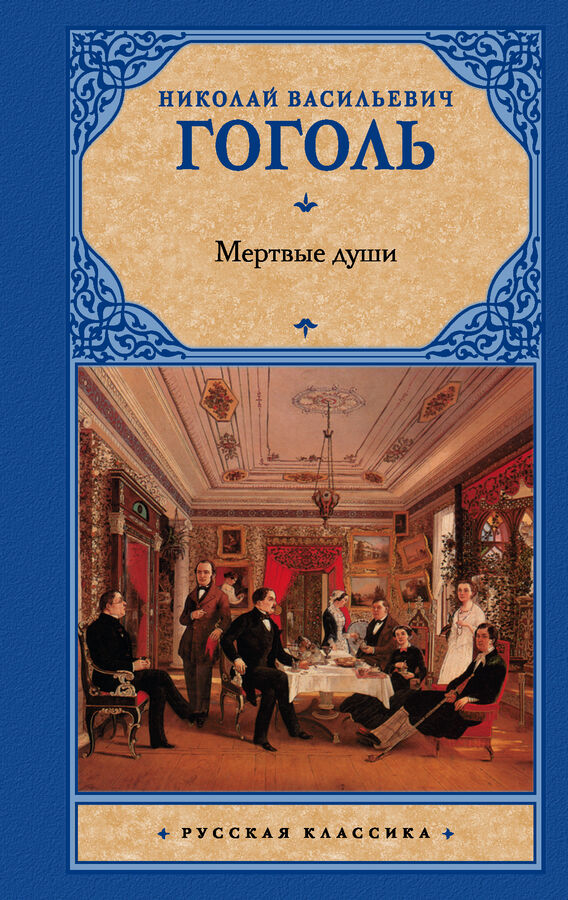 НИКОЛАЙ ВАСИЛЬЕВИЧ
ГОГОЛЬ
Мертвые души
РУССКАЯ КЛАССИКА